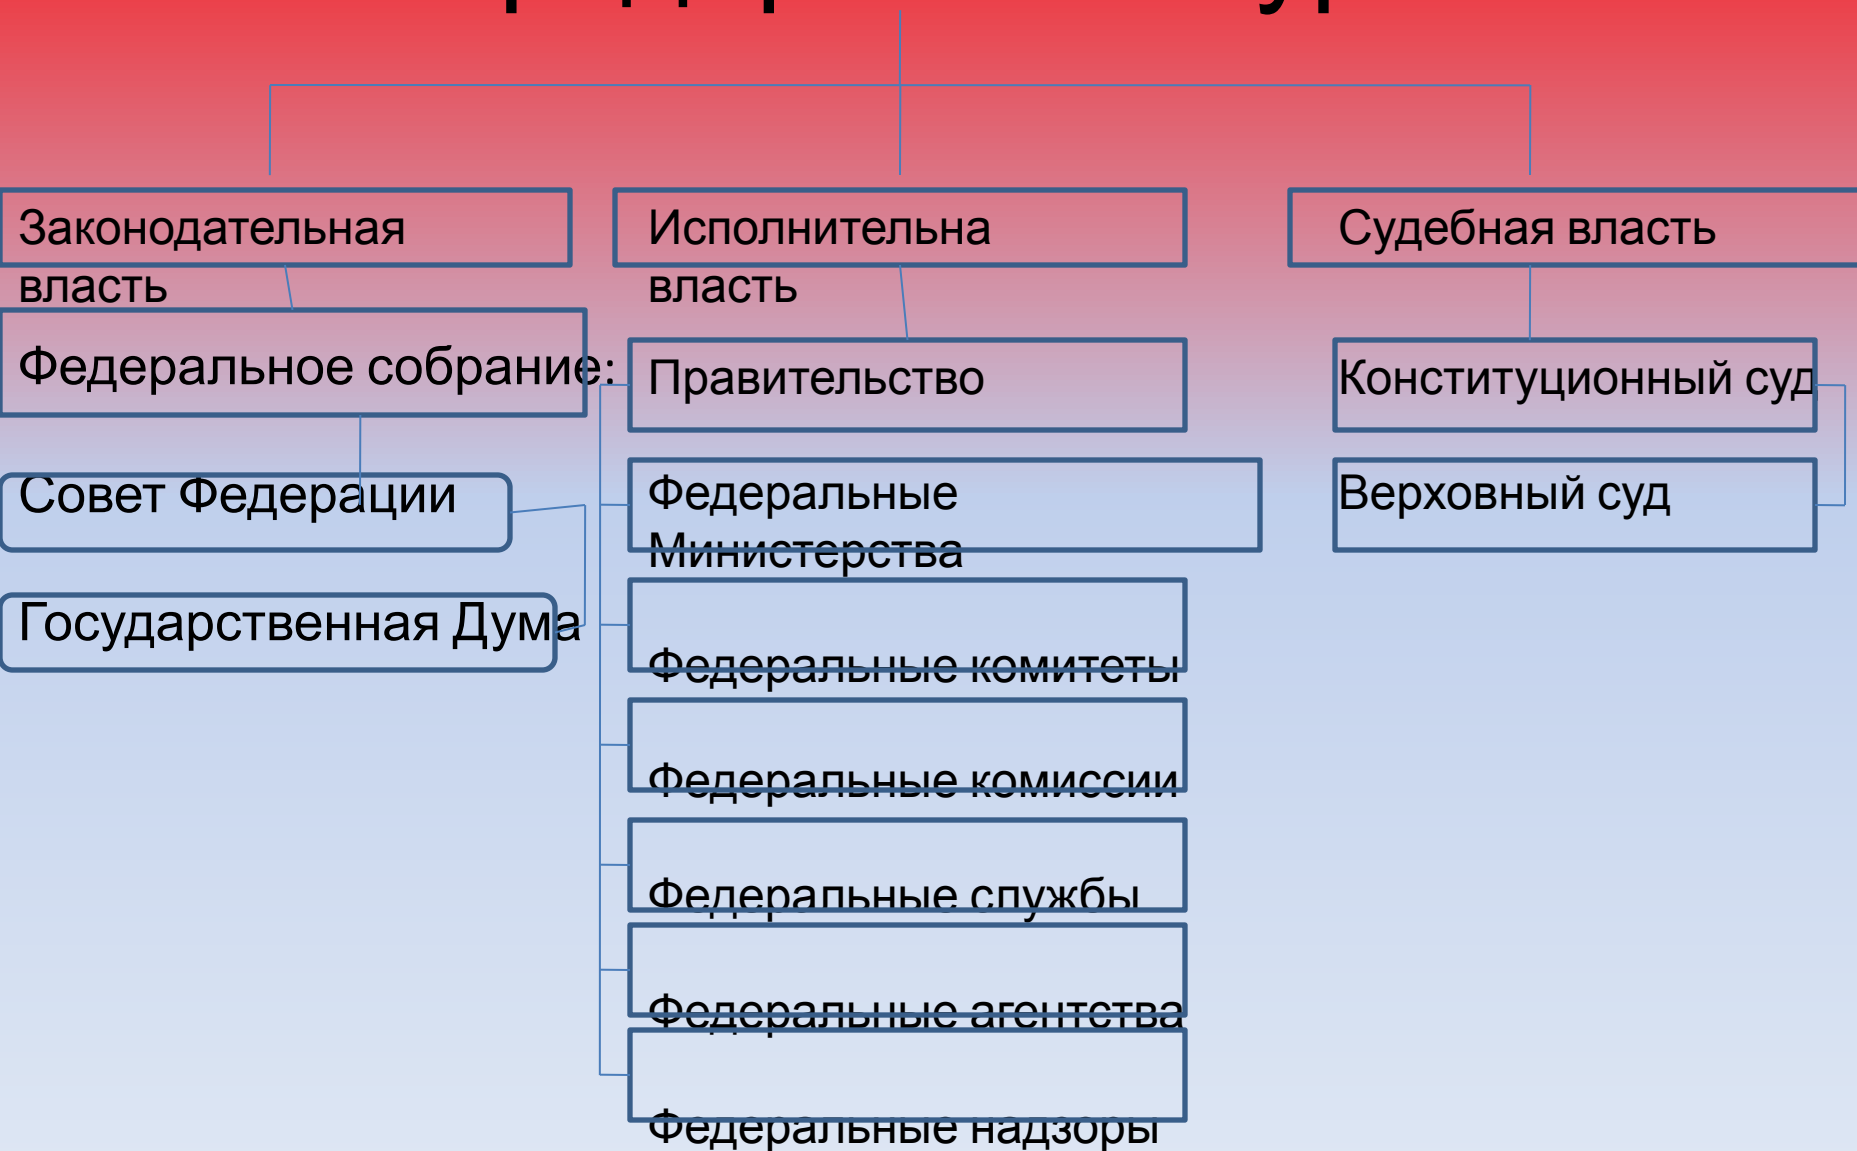 Законодательная
власть
Федеральное собрание:
Совет Федерации
Государственная Дума
Исполнительна
власть
Правительство
Федеральные
Министерства
Федеральные комитеты
Федеральные комиссии
Федеральные службы
Федеральные агентства
Федеральные надзоры
Судебная власть
Конституционный суд
Верховный суд